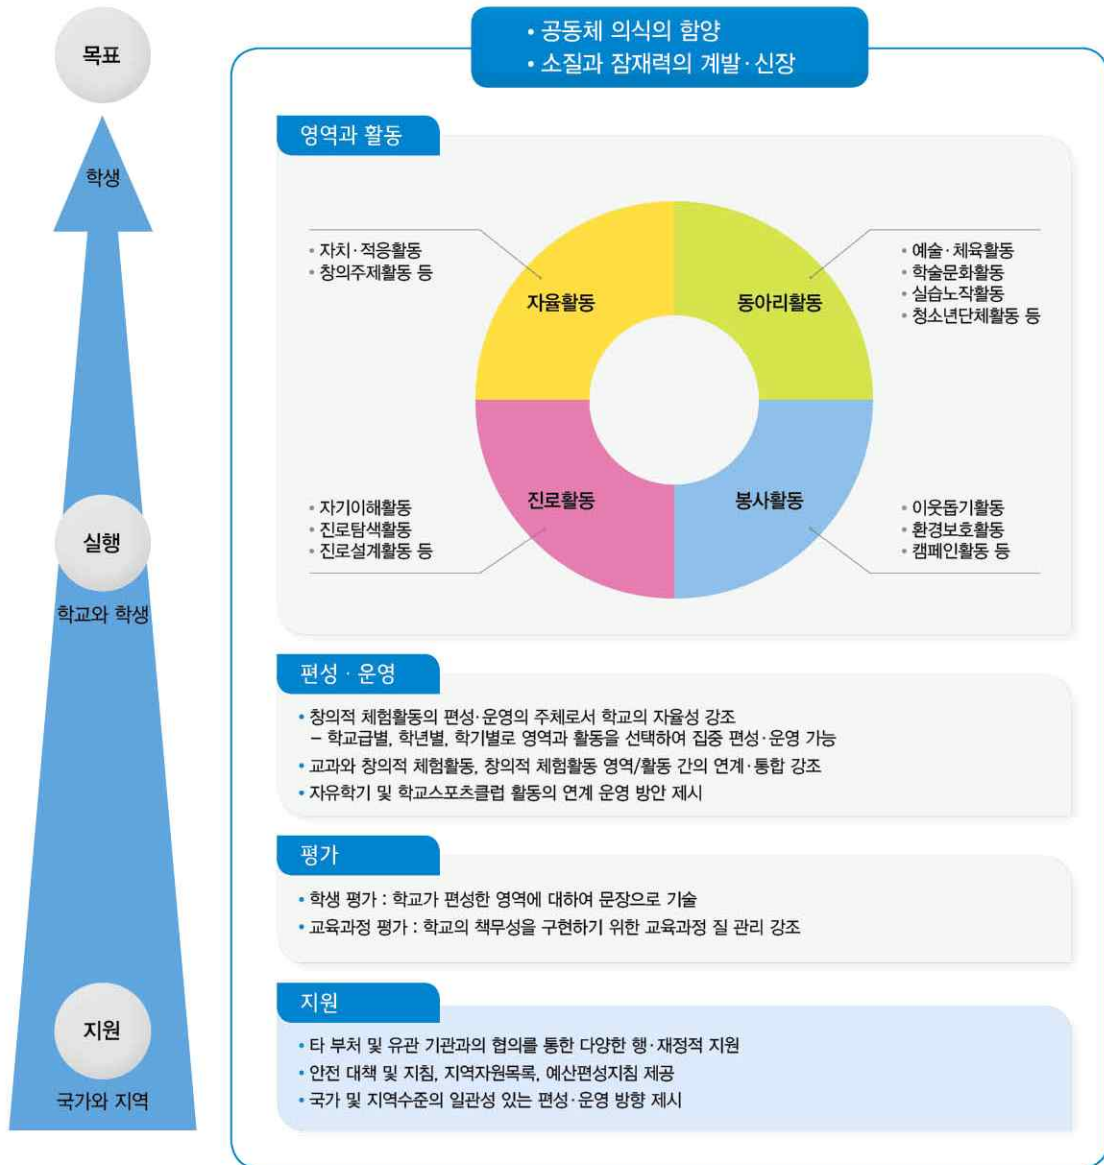 목표
학생
실행
학교와 학생
지원
국가와 지역
• 공동체 의식의 함양
• 소질과 잠재력의 계발·신장
영역과 활동
• 자치·적응활동
• 창의주제활동 등
자율활동
동아리활동
• 예술·체육활동
• 학술문화활동
• 실습노작활동
• 청소년단체활동 등
• 자기이해활동
• 진로탐색활동
• 진로설계활동 등
진로활동
봉사활동
• 이웃돕기활동
• 환경보호활동
• 캠페인활동 등
편성·운영
• 창의적 체험활동의 편성·운영의 주체로서 학교의 자율성 강조
– 학교급별, 학년별, 학기별로 영역과 활동을 선택하여 집중 편성·운영 가능
• 교과와 창의적 체험활동, 창의적 체험활동 영역/활동 간의 연계·통합 강조
• 자유학기 및 학교스포츠클럽 활동의 연계 운영 방안 제시
평가
• 학생 평가 : 학교가 편성한 영역에 대하여 문장으로 기술
• 교육과정 평가 : 학교의 책무성을 구현하기 위한 교육과정 질 관리 강조
지원
• 타 부처 및 유관 기관과의 협의를 통한 다양한 행·재정적 지원
• 안전 대책 및 지침, 지역자원목록, 예산편성지침 제공
• 국가 및 지역수준의 일관성 있는 편성·운영 방향 제시